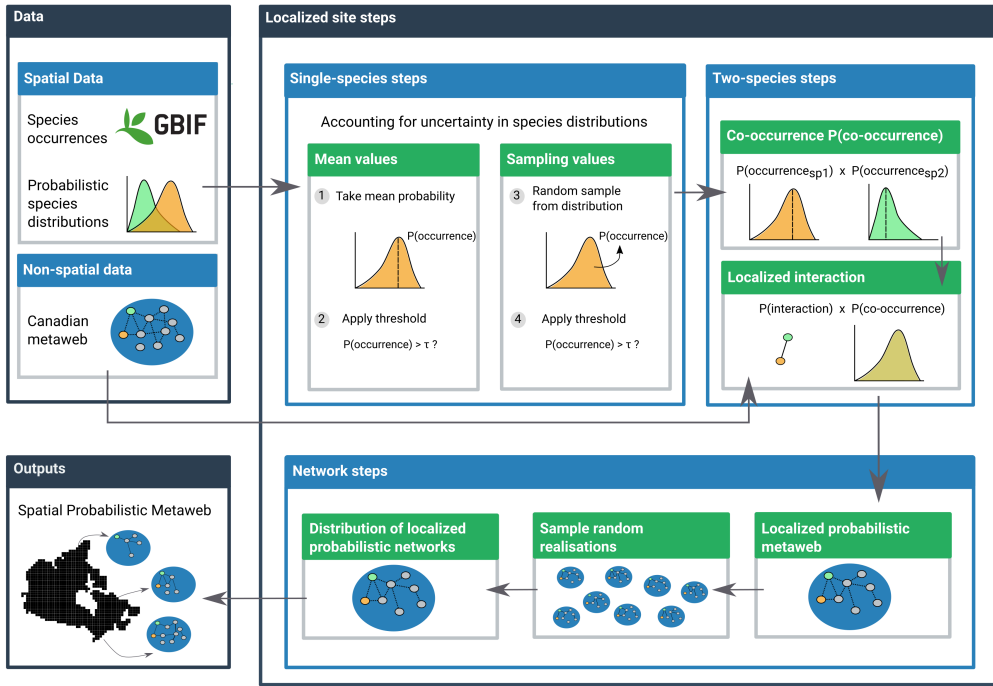 Data
Spatial Data
Species
occurrences
GBIF
Probabilistic
species
distributions
Non-spatial data
Canadian
metaweb
Localized site steps
Single-species steps
Accounting for uncertainty in species distributions
Mean values
1 Take mean probability
P(occurrence)
2 Apply threshold
P(occurrence) > τ ?
Sampling values
3 Random sample
from distribution
P(occurrence)
4 Apply threshold
P(occurrence) > τ ?
Two-species steps
Co-occurrence P(co-occurrence)
P(occurrencesp1) x P(occurrencesp2)
Localized interaction
P(interaction) x P(co-occurrence)
Network steps
Localized probabilistic
metaweb
Sample random
realisations
Distribution of localized
probabilistic networks
Outputs
Spatial Probabilistic Metaweb